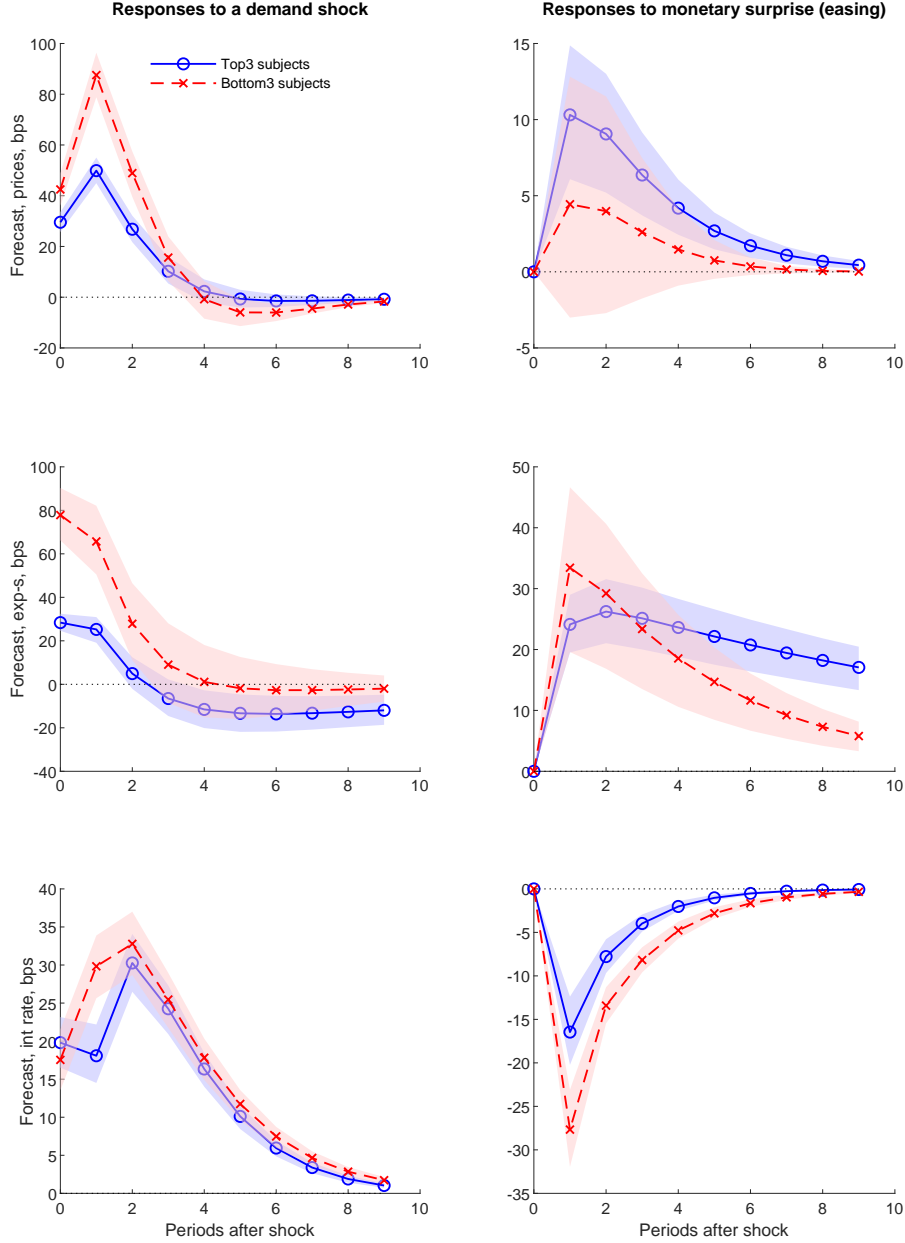 Responses to a demand shock
Responses to monetary surprise (easing)
Forecast, prices, bps
100
80
60
40
20
0
-20
0 2 4 6 8 10
Top3 subjects
Bottom3 subjects
15
10
5
0
-5
0 2 4 6 8 10
Forecast, exp-s, bps
100
80
60
40
20
0
-20
-40
0 2 4 6 8 10
50
40
30
20
10
0
0 2 4 6 8 10
Forecast, int rate, bps
40
35
30
25
20
15
10
5
0
0 2 4 6 8 10
Periods after shock
0
-5
-10
-15
-20
-25
-30
-35
0 2 4 6 8 10
Periods after shock